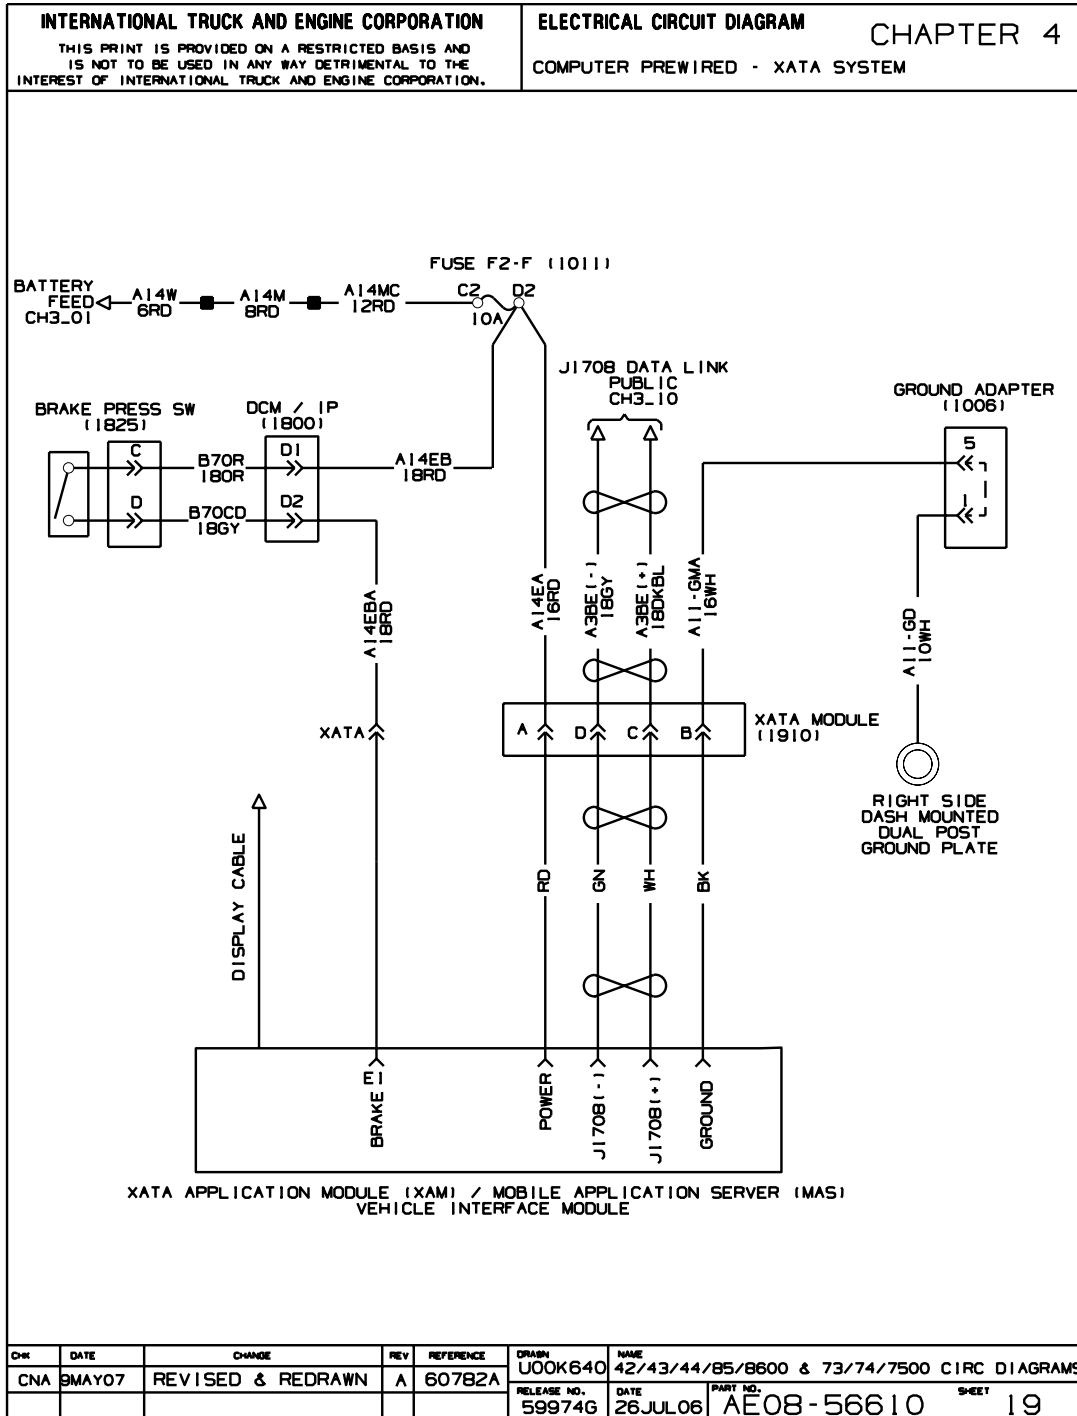 INTERNATIONAL TRUCK AND ENGINE CORPORATION
THIS PRINT IS PROVIDED ON A RESTRICTED BASIS AND
IS NOT TO BE USED IN ANY WAY DETRIMENTAL TO THE
INTEREST OF INTERNATIONAL TRUCK AND ENGINE CORPORATION.
ELECTRICAL CIRCUIT DIAGRAM
CHAPTER 4
COMPUTER PREWIRED - XATA SYSTEM
FUSE F2-F (1011)
BATTERY
FEED
CH3_01
A14W
6RD
A14M
8RD
A14MC
12RD
C2
D2
10A
J1708 DATA LINK
PUBLIC
CH3_10
GROUND ADAPTER
(1006)
BRAKE PRESS SW
(1825)
DCM / IP
(1800)
C
B70R
18OR
D1
A14EB
18RD
5
D
B70CD
18GY
D2
1
A14EBA
18RD
A14EA
16RD
A3BE(-)
18GY
A3BE(+)
18DKBL
A11-GMA
16WH
A11-GD
10WH
XATA
A
D
C
B
XATA MODULE
(1910)
RIGHT SIDE
DASH MOUNTED
DUAL POST
GROUND PLATE
DISPLAY CABLE
RD
GN
WH
BK
E1
BRAKE
POWER
J1708(-)
J1708(+)
GROUND
XATA APPLICATION MODULE (XAM) / MOBILE APPLICATION SERVER (MAS)
VEHICLE INTERFACE MODULE
CHK DATE CHANGE REV REFERENCE
CNA 9MAY07 REVISED & REDRAWN A 60782A
DRAWN
U00K640
NAME
42/43/44/85/8600 & 73/74/7500 CIRC DIAGRAMS
RELEASE NO.
59974G
DATE
26JUL06
PART NO.
AE08-56610
SHEET
19